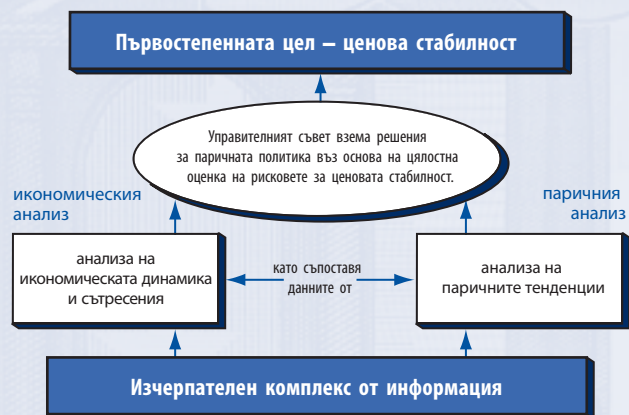 Първостепенната цел – ценова стабилност
Управителният съвет взема решения
за паричната политика въз основа на цялостна
оценка на рисковете за ценовата стабилност.
икономическия
анализ
паричния
анализ
анализа на
икономическата динамика
и сътресения
като съпоставя
данните от
анализа на
паричните тенденции
Изчерпателен комплекс от информация